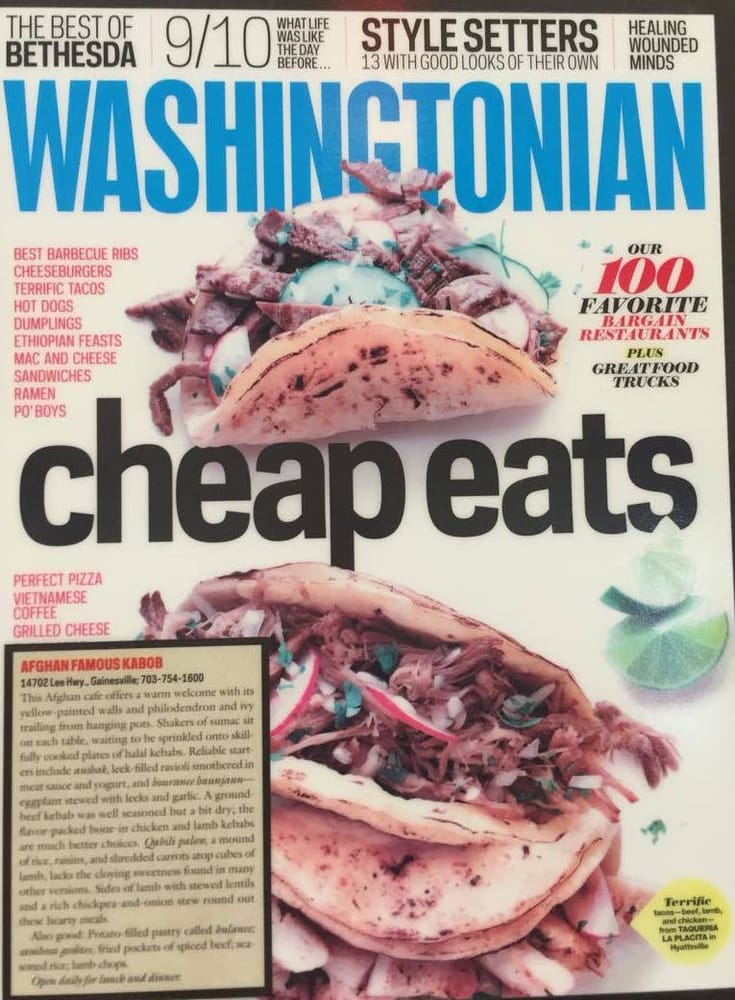 THE BEST OF
BETHESDA
9/10
WHAT LIFE
WAS LIKE
THE DAY
BEFORE...
STYLE SETTERS
13 WITH GOOD LOOKS OF THEIR OWN
HEALING
WOUNDED
MINDS
WASHINGTONIAN
BEST BARBECUE RIBS
CHEESEBURGERS
TERRIFIC TACOS
HOT DOGS
DUMPLINGS
ETHIOPIAN FEASTS
MAC AND CHEESE
SANDWICHES
RAMEN
PO' BOYS
OUR
100
FAVORITE
BARGAIN
RESTAURANTS
PLUS
GREAT FOOD
TRUCKS
cheap eats
PERFECT PIZZA
VIETNAMESE
COFFEE
GRILLED CHEESE
AFGHAN FAMOUS KABOB
14702 Lee Hwy., Gainesville; 703-754-1600
This Afghan cafe offers a warm welcome with its
yellow-painted walls and philodendron and ivy
trailing from hanging pots. Shakers of sumac sit
on each table, waiting to be sprinkled onto skill-
fully cooked plates of halal kebabs. Reliable start-
ers include aushak, leek-filled ravioli smothered in
meat sauce and yogurt, and bourance baunjaun—
eggplant stewed with leeks and garlic. A ground-
beef kebab was well seasoned but a bit dry; the
flavor-packed bone-in chicken and lamb kebabs
are much better choices. Qabili palow, a mound
of rice, raisins, and shredded carrots atop cubes of
lamb, lacks the cloying sweetness found in many
other versions. Sides of lamb with stewed lentils
and a rich chickpea-and-onion stew round out
these hearty meals.
Also good: Potato-filled pastry called bulanee;
sambosa goshtee, fried pockets of spiced beef; sea-
soned rice; lamb chops.
Open daily for lunch and dinner.
Terrific
tacos—beef, lamb,
and chicken—
from TAQUERIA
LA PLACITA in
Hyattsville